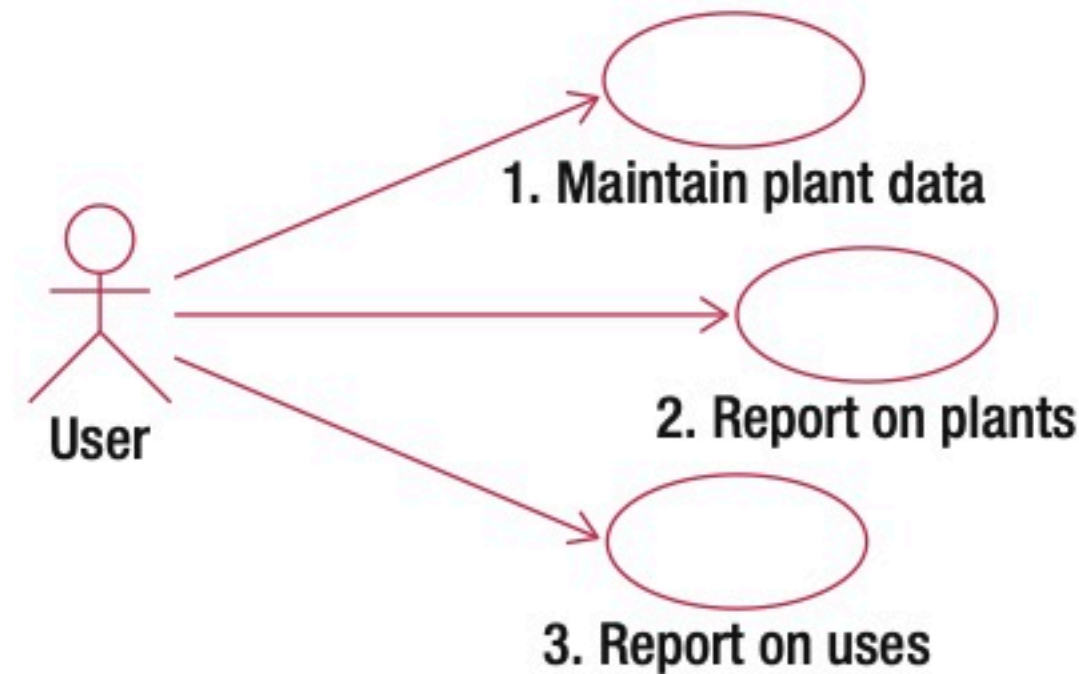 1. Maintain plant data
User
2. Report on plants
3. Report on uses